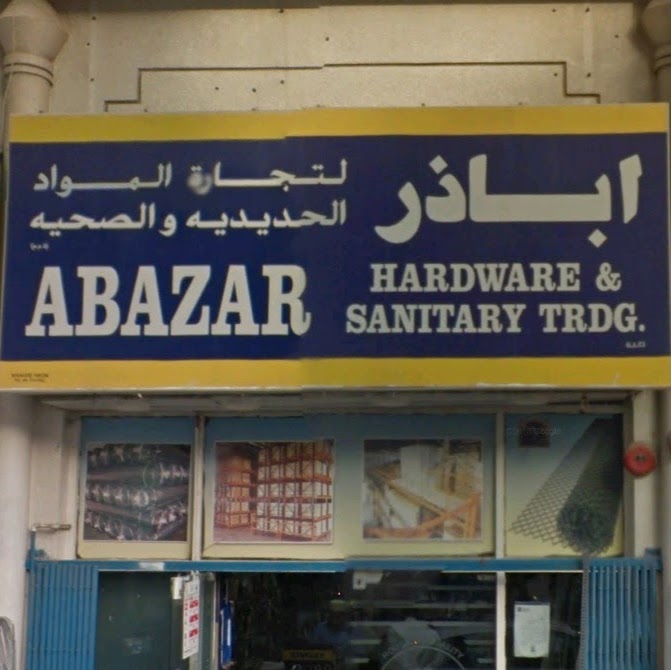 اباذر
لتجارة المواد
الحديديه والصحيه
ABAZAR
HARDWARE &
SANITARY TRDG.